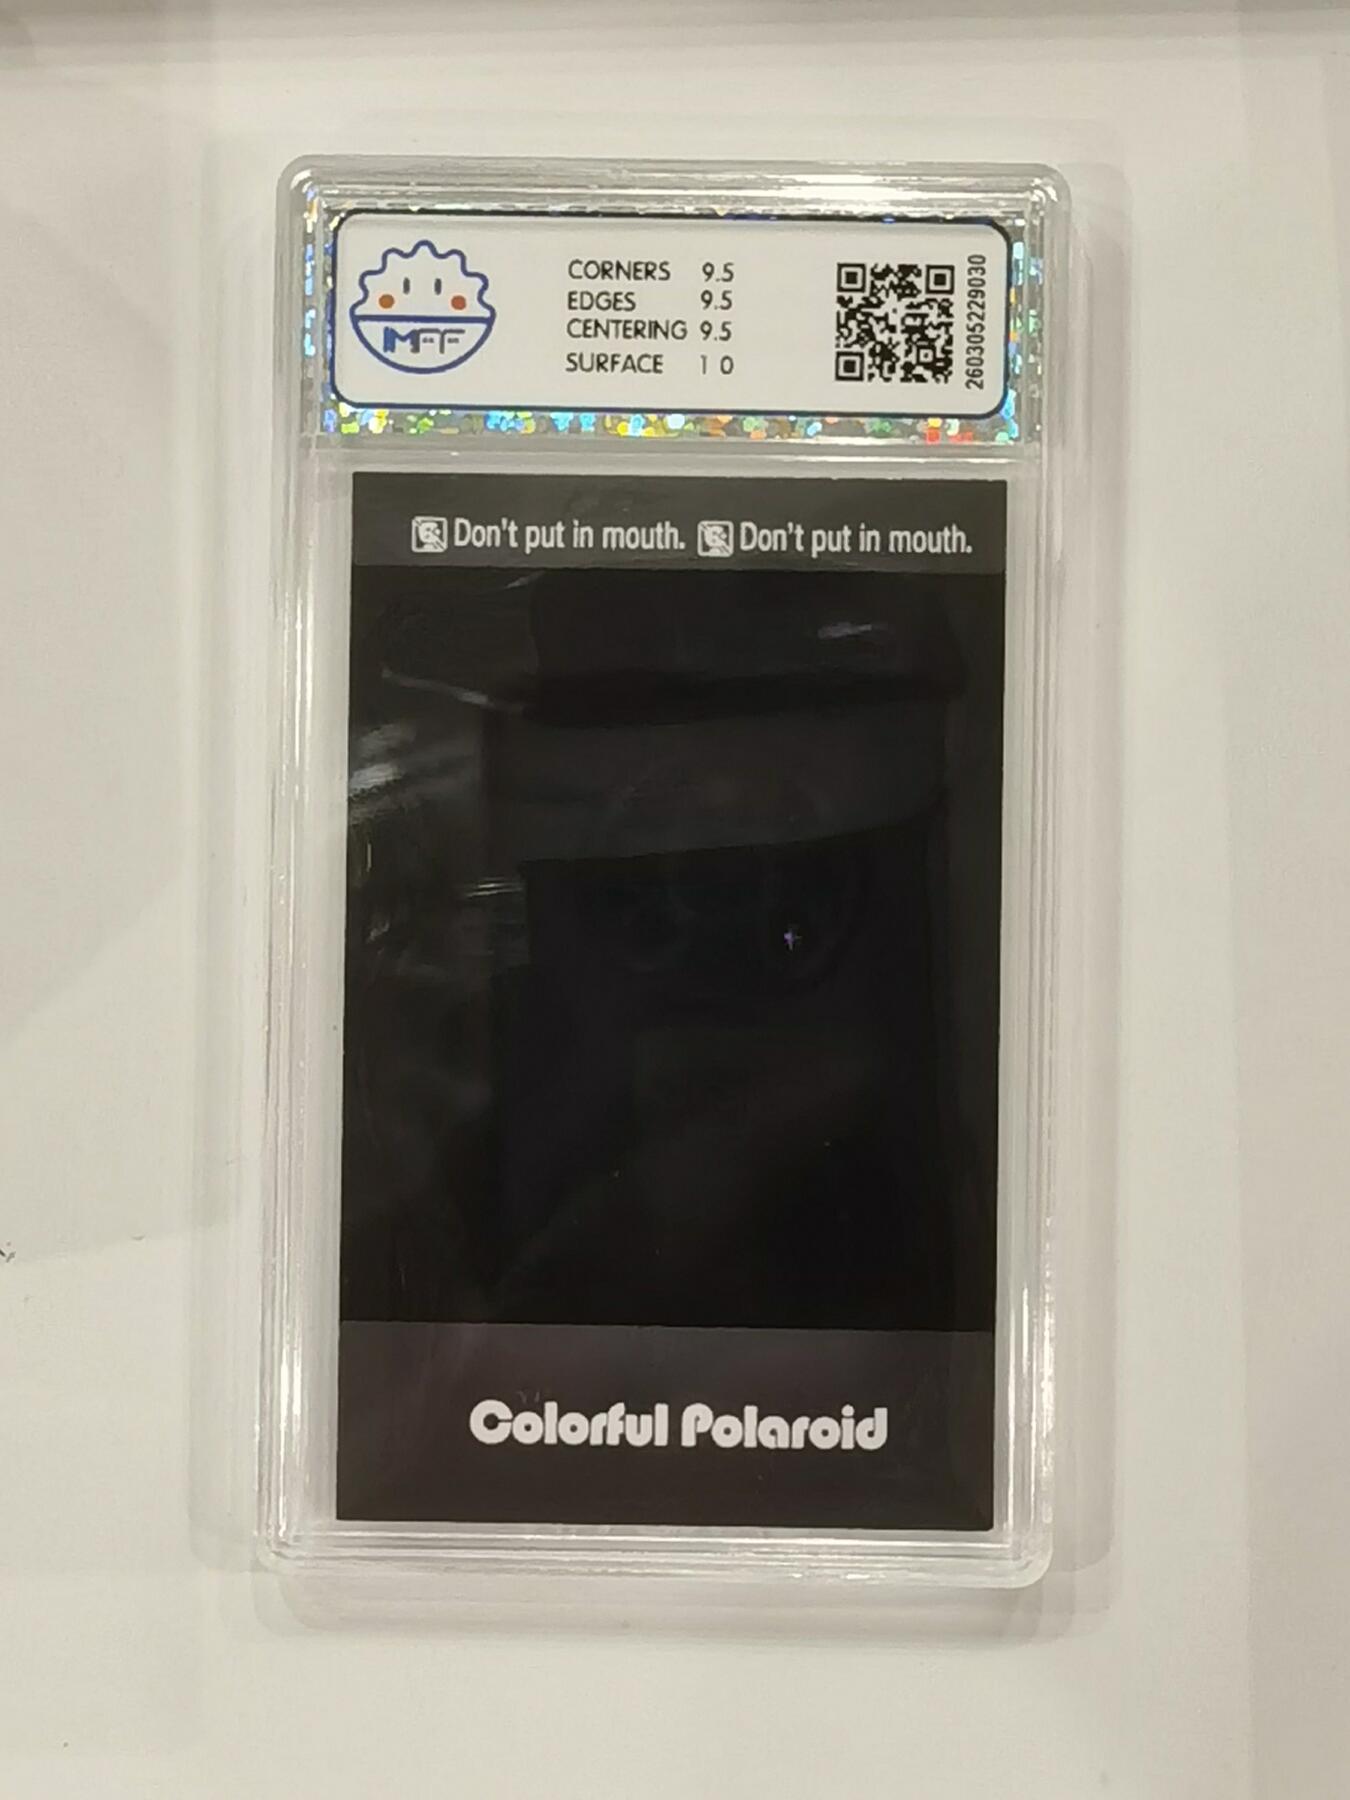 MFF
CORNERS 9.5
EDGES 9.5
CENTERING 9.5
SURFACE 10
260305229030
Don't put in mouth. Don't put in mouth.
Colorful Polaroid